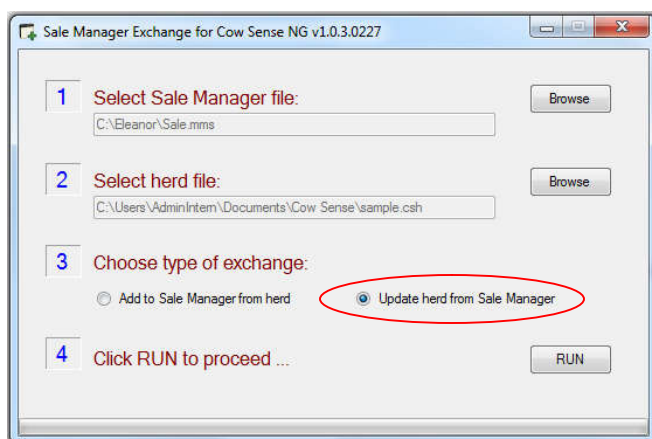 Sale Manager Exchange for Cow Sense NG v1.0.3.0227
1 Select Sale Manager file: Browse
C:\Eleanor\Sale.mms
2 Select herd file: Browse
C:\Users\AdminIntern\Documents\Cow Sense\sample.csh
3 Choose type of exchange:
Add to Sale Manager from herd Update herd from Sale Manager
4 Click RUN to proceed ... RUN